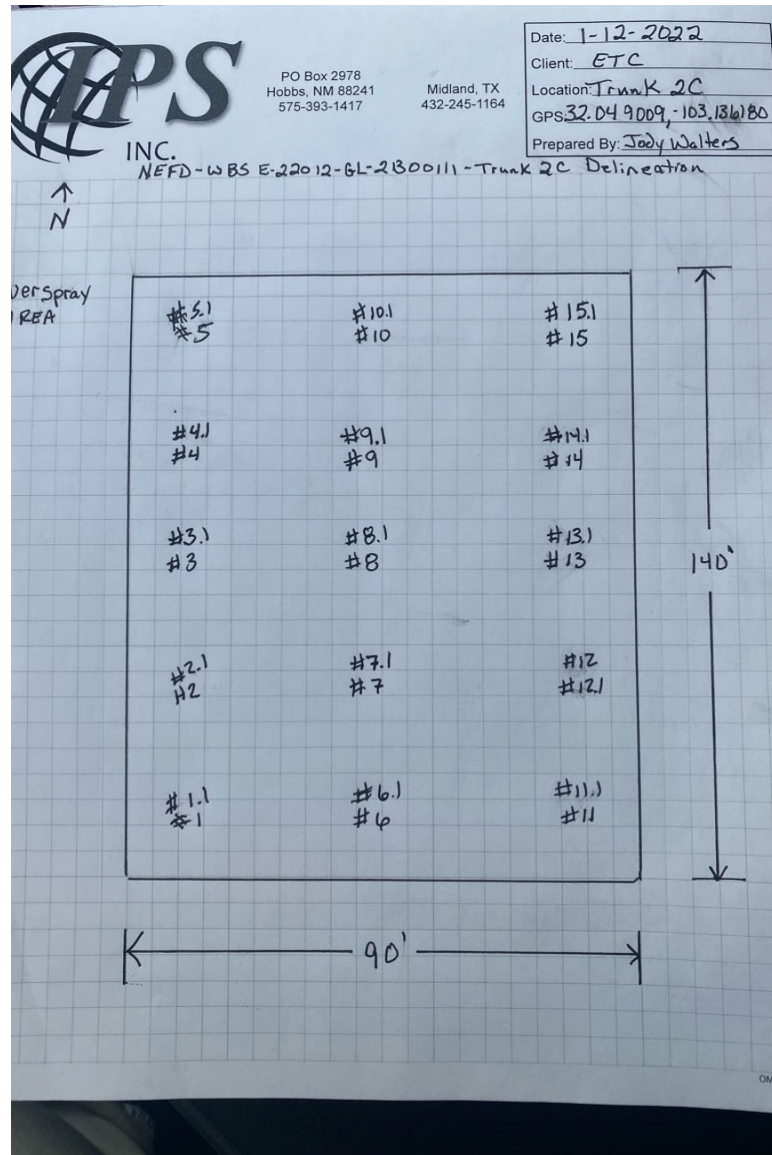 IPS
INC.
PO Box 2978
Hobbs, NM 88241
575-393-1417
Midland, TX
432-245-1164
Date: 1-12-2022
Client: ETC
Location: Trunk 2C
GPS: 32.049009, -103.136180
Prepared By: Jody Walters
NEFD-WBS E-22012-GL-21300111-Trunk 2C Delineation
N
verspray
REA
#5.1 #10.1 #15.1
#5 #10 #15
#4.1 #9.1 #14.1
#4 #9 #14
#3.1 #8.1 #13.1
#3 #8 #13
#2.1 #7.1 #12
#2 #7 #12.1
#1.1 #6.1 #11.1
#1 #6 #11
140'
90'